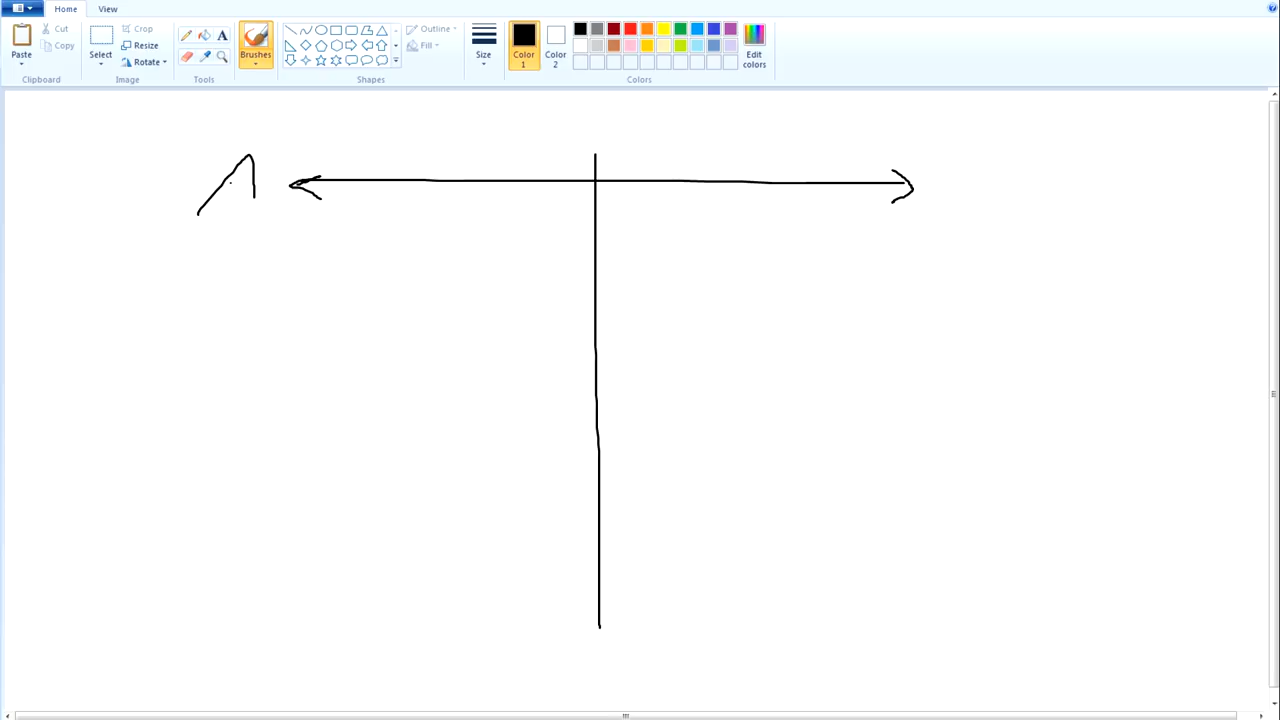 Home View
Cut
Copy
Paste
Clipboard
Select
Crop
Resize
Rotate
Image
A
Tools
Brushes
Outline
Fill
Shapes
Size
Color 1
Color 2
Edit colors
Colors